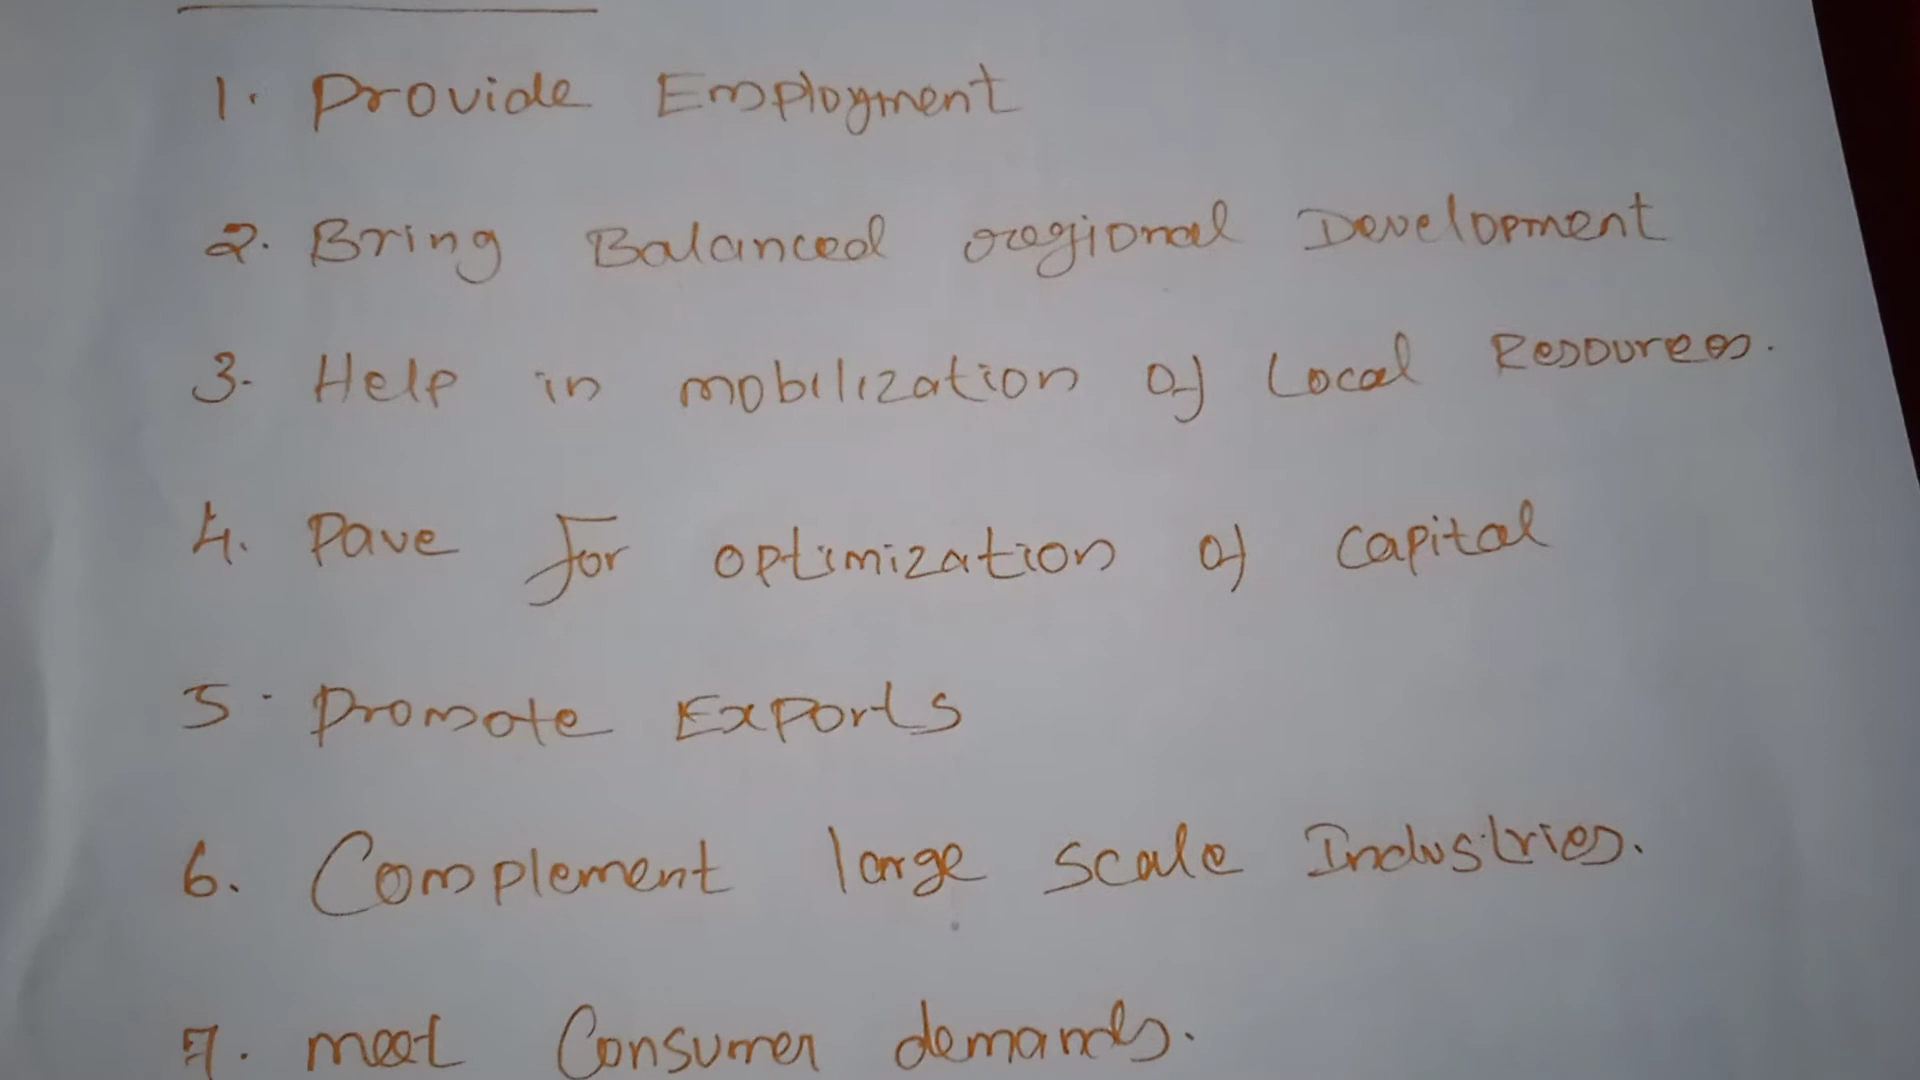 1. Provide Employment
2. Bring Balanced regional Development
3. Help in mobilization of Local Resources.
4. Pave for optimization of capital
5. Promote Exports
6. Complement large scale Industries.
7. meet Consumer demands.